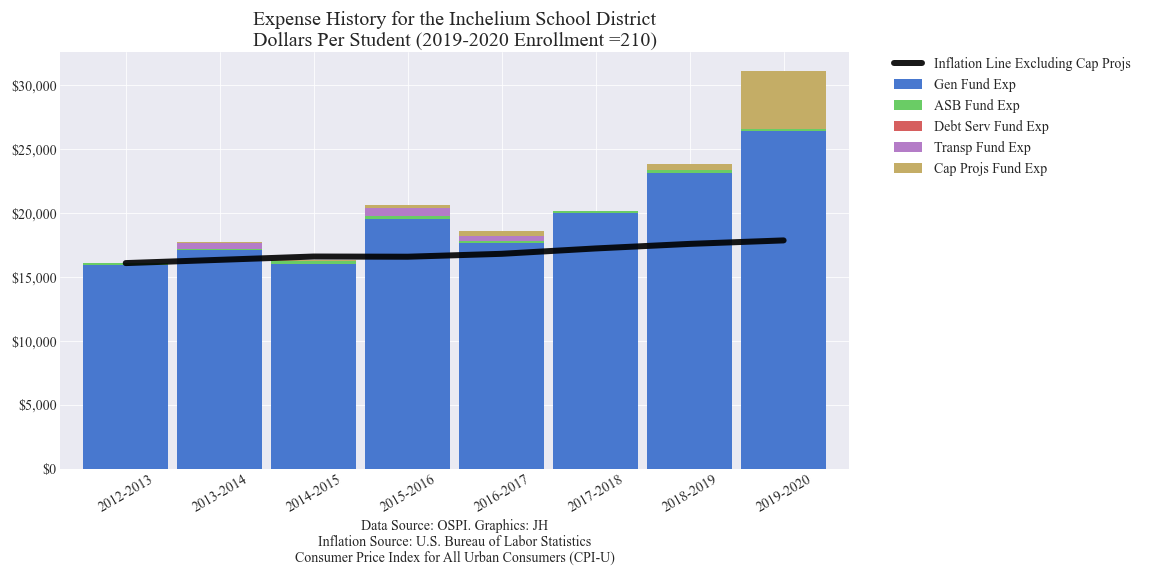 Expense History for the Inchelium School District
Dollars Per Student (2019-2020 Enrollment =210)
Inflation Line Excluding Cap Projs
Gen Fund Exp
ASB Fund Exp
Debt Serv Fund Exp
Transp Fund Exp
Cap Projs Fund Exp
$30,000
$25,000
$20,000
$15,000
$10,000
$5,000
$0
2012-2013 2013-2014 2014-2015 2015-2016 2016-2017 2017-2018 2018-2019 2019-2020
Data Source: OSPI. Graphics: JH
Inflation Source: U.S. Bureau of Labor Statistics
Consumer Price Index for All Urban Consumers (CPI-U)